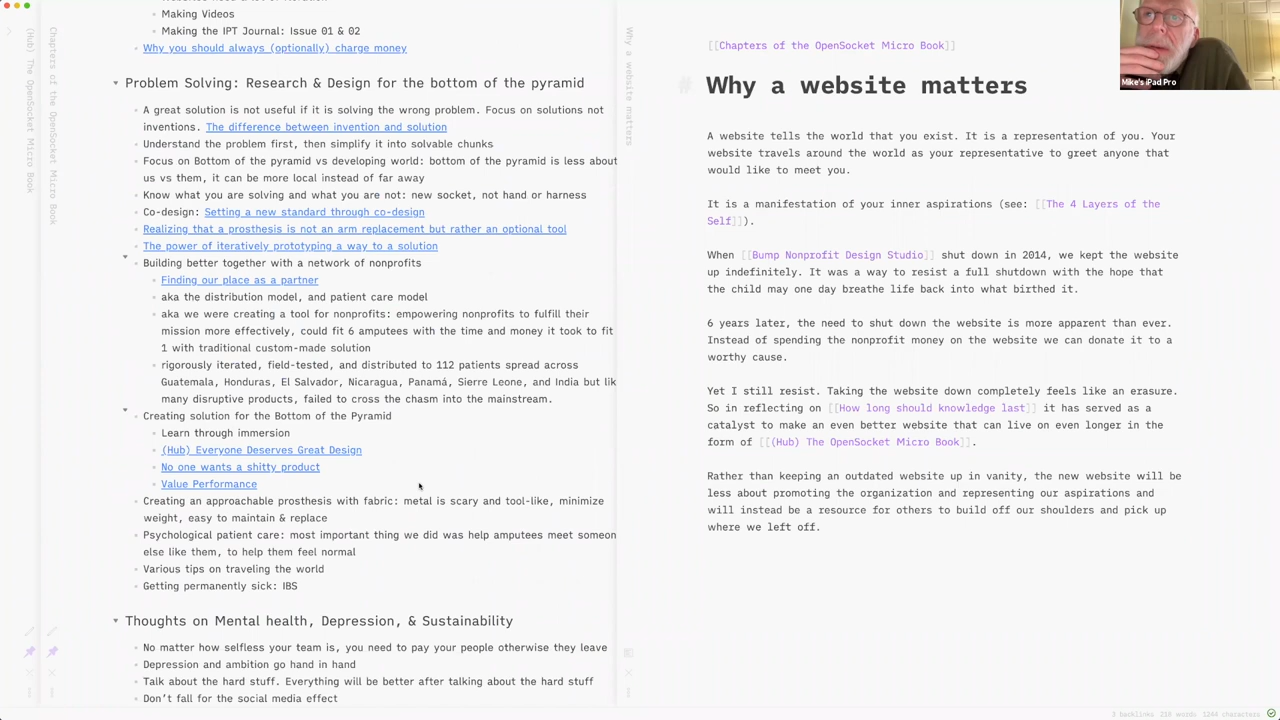 Making Videos
Making the IPT Journal: Issue 01 & 02
Why you should always (optionally) charge money
Problem Solving: Research & Design for the bottom of the pyramid
A great solution is not useful if it is solving the wrong problem. Focus on solutions not
inventions. The difference between invention and solution
Understand the problem first, then simplify it into solvable chunks
Focus on Bottom of the pyramid vs developing world: bottom of the pyramid is less about
us vs them, it can be more local instead of far away
Know what you are solving and what you are not: new socket, not hand or harness
Co-design: Setting a new standard through co-design
Realizing that a prosthesis is not an arm replacement but rather an optional tool
The power of iteratively prototyping a way to a solution
Building better together with a network of nonprofits
Finding our place as a partner
aka the distribution model, and patient care model
aka we were creating a tool for nonprofits: empowering nonprofits to fulfill their
mission more effectively, could fit 6 amputees with the time and money it took to fit
1 with traditional custom-made solution
rigorously iterated, field-tested, and distributed to 112 patients spread across
Guatemala, Honduras, El Salvador, Nicaragua, Panamá, Sierre Leone, and India but lik
many disruptive products, failed to cross the chasm into the mainstream.
Creating solution for the Bottom of the Pyramid
Learn through immersion
(Hub) Everyone Deserves Great Design
No one wants a shitty product
Value Performance
Creating an approachable prosthesis with fabric: metal is scary and tool-like, minimize
weight, easy to maintain & replace
Psychological patient care: most important thing we did was help amputees meet someon
else like them, to help them feel normal
Various tips on traveling the world
Getting permanently sick: IBS
Thoughts on Mental health, Depression, & Sustainability
No matter how selfless your team is, you need to pay your people otherwise they leave
Depression and ambition go hand in hand
Talk about the hard stuff. Everything will be better after talking about the hard stuff
Don't fall for the social media effect
(Hub) The OpenSocket Micro Book
Chapters of the OpenSocket Micro Book
Why a website matters
[[Chapters of the OpenSocket Micro Book]]
# Why a website matters
A website tells the world that you exist. It is a representation of you. Your
website travels around the world as your representative to greet anyone that
would like to meet you.
It is a manifestation of your inner aspirations (see: [[The 4 Layers of the
Self]]).
When [[Bump Nonprofit Design Studio]] shut down in 2014, we kept the website
up indefinitely. It was a way to resist a full shutdown with the hope that
the child may one day breathe life back into what birthed it.
6 years later, the need to shut down the website is more apparent than ever.
Instead of spending the nonprofit money on the website we can donate it to a
worthy cause.
Yet I still resist. Taking the website down completely feels like an erasure.
So in reflecting on [[How long should knowledge last]] it has served as a
catalyst to make an even better website that can live on even longer in the
form of [[(Hub) The OpenSocket Micro Book]].
Rather than keeping an outdated website up in vanity, the new website will be
less about promoting the organization and representing our aspirations and
will instead be a resource for others to build off our shoulders and pick up
where we left off.
Mike's iPad Pro
3 backlinks 210 words 1244 characters